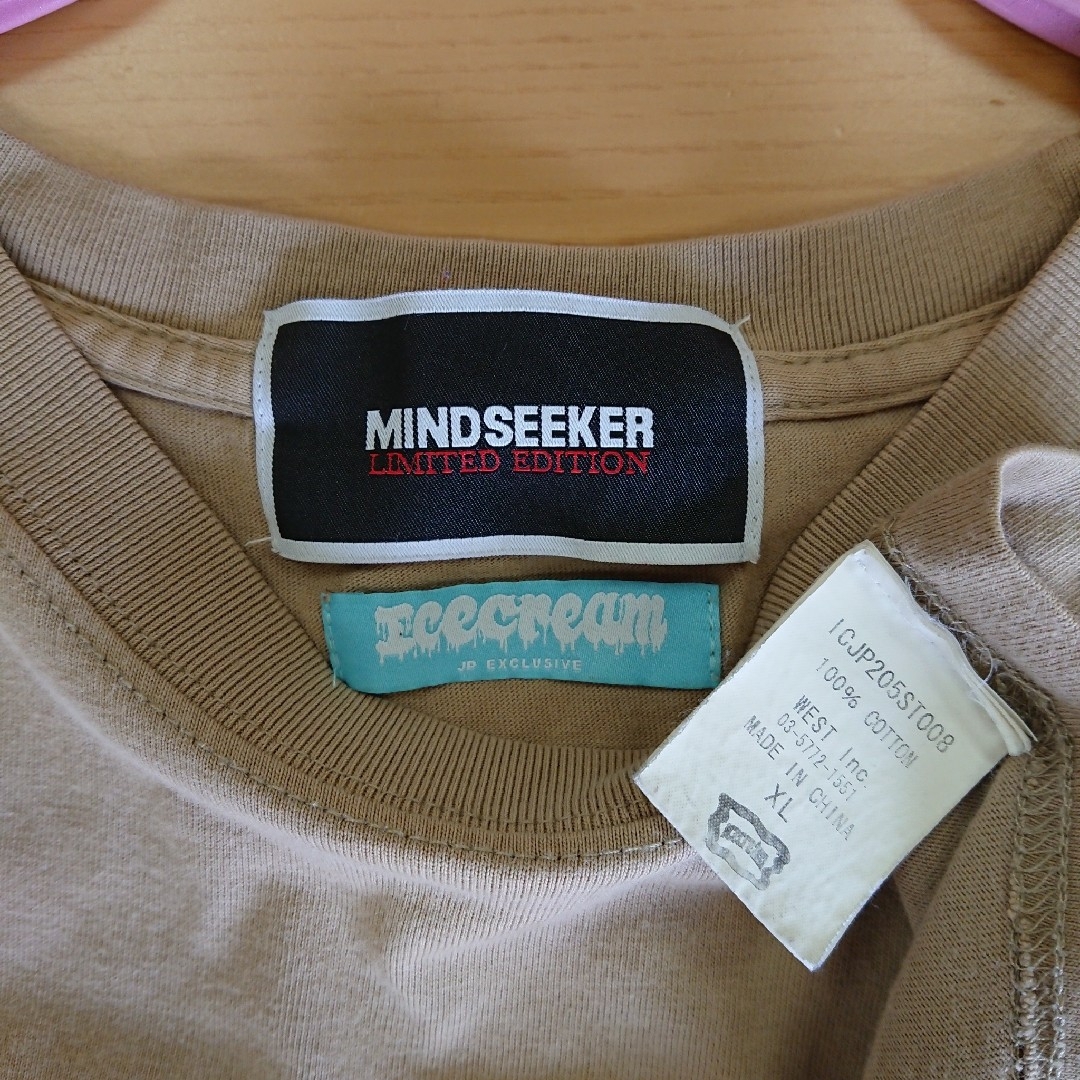 MINDSEEKER
LIMITED EDITION
Icecream
JP EXCLUSIVE
ICJP205ST008
100% COTTON
WEST Inc.
03-5772-1551
MADE IN CHINA
XL